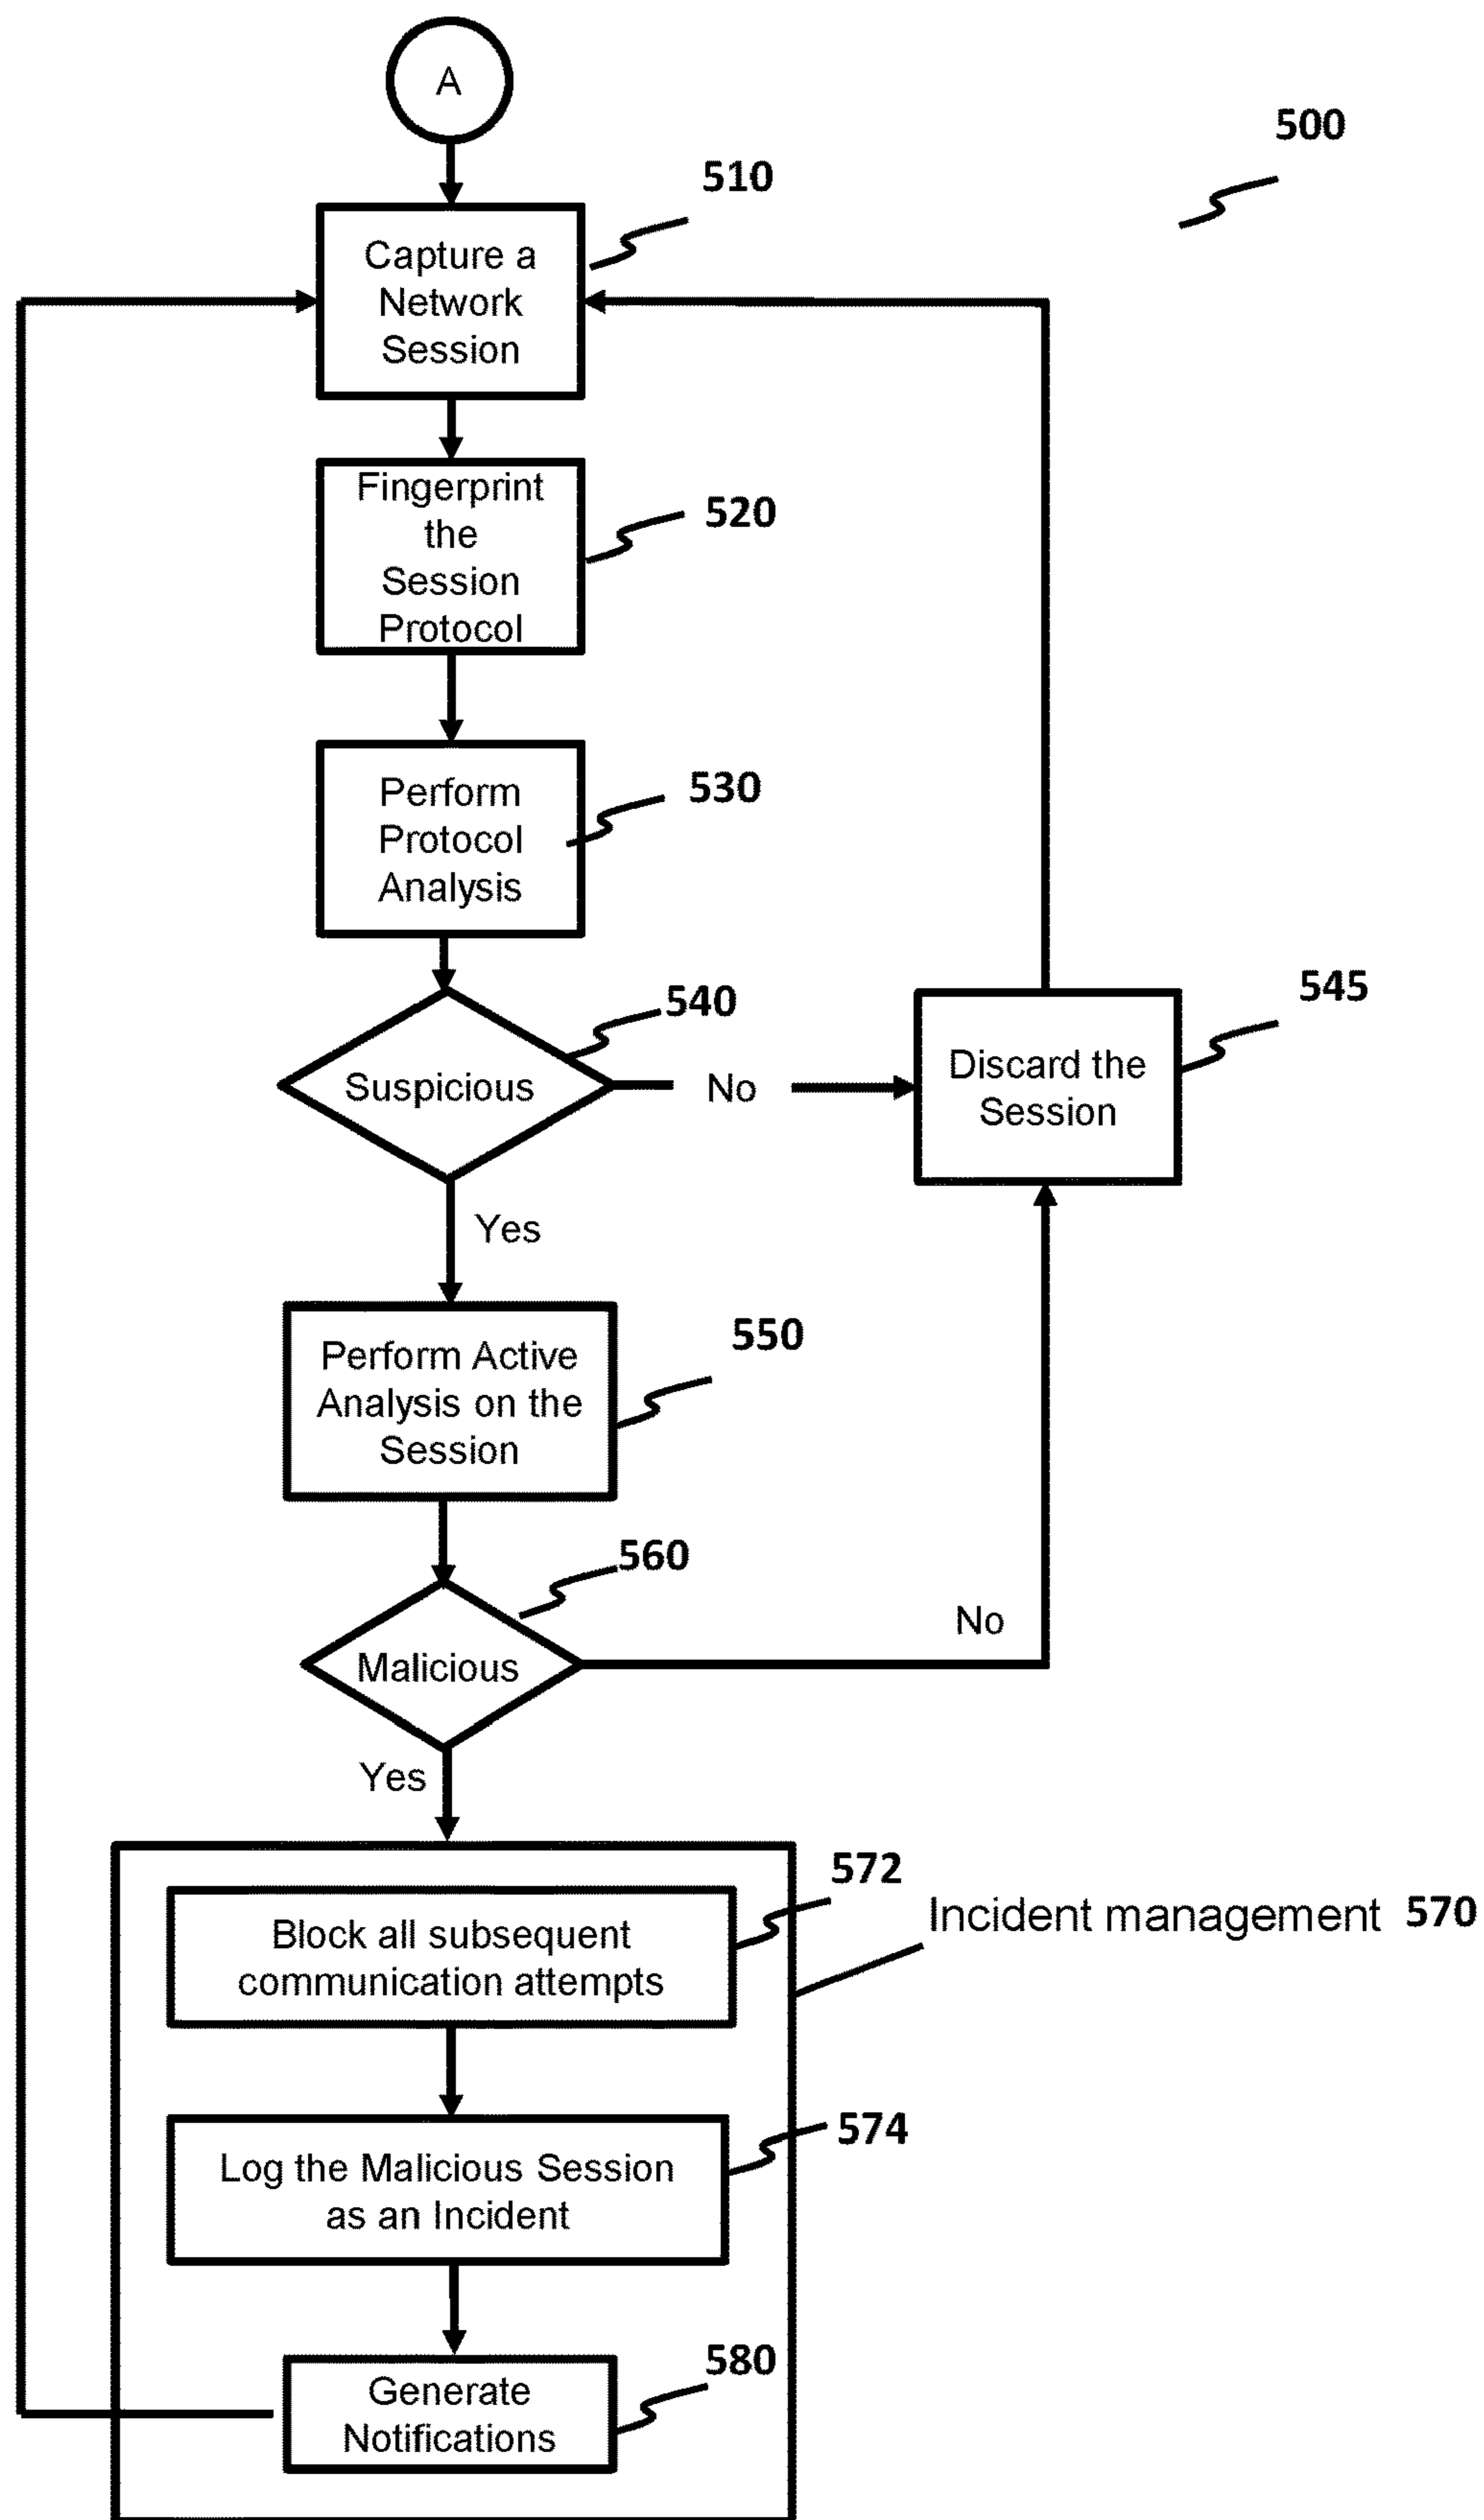 A
500
510
Capture a
Network
Session
Fingerprint
the
Session
Protocol
520
530
Perform
Protocol
Analysis
540
545
Suspicious
No
Discard the
Session
Yes
550
Perform Active
Analysis on the
Session
560
No
Malicious
Yes
572
Incident management 570
Block all subsequent
communication attempts
574
Log the Malicious Session
as an Incident
580
Generate
Notifications